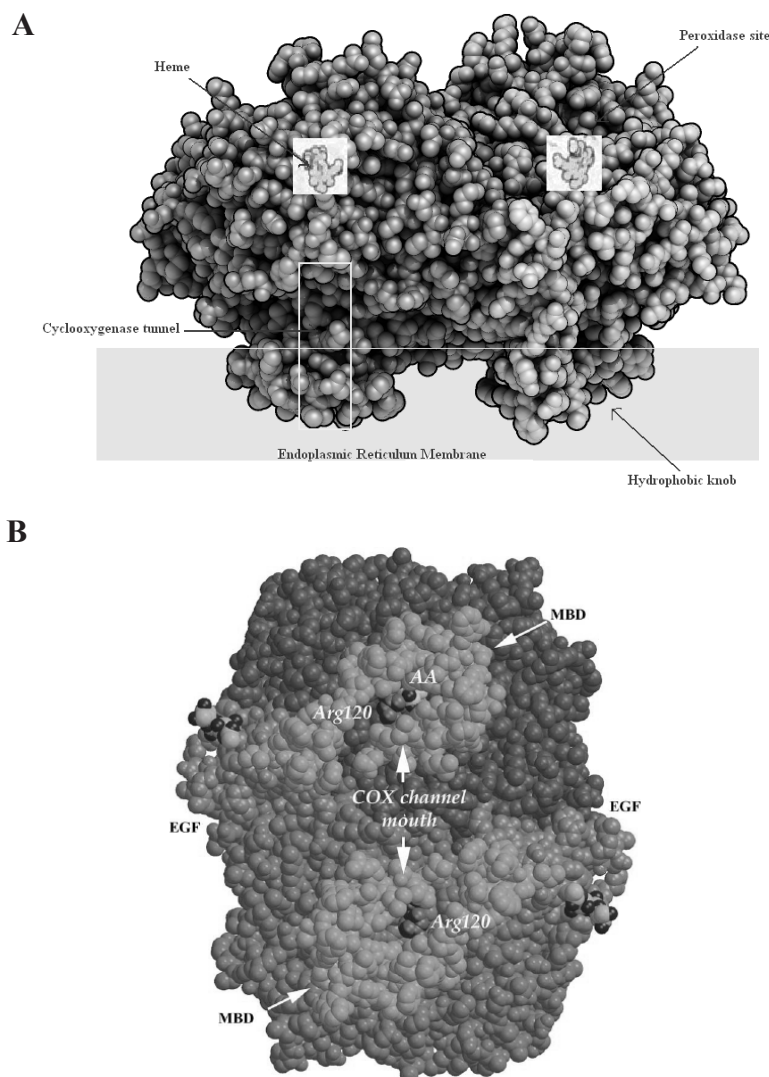 A
Peroxidase site
Heme
Cyclooxygenase tunnel
Endoplasmic Reticulum Membrane
Hydrophobic knob
B
MBD
AA
Arg120
COX channel
mouth
EGF
EGF
Arg120
MBD